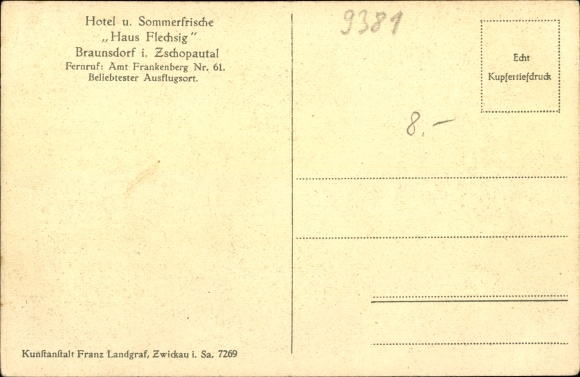 Hotel u. Sommerfrische
„Haus Flechsig"
Braunsdorf i. Zschopautal
Fernruf: Amt Frankenberg Nr. 61.
Beliebtester Ausflugsort.
9381
Echt
Kupfertiefdruck
8.-
Kunstanstalt Franz Landgraf, Zwickau i. Sa. 7269